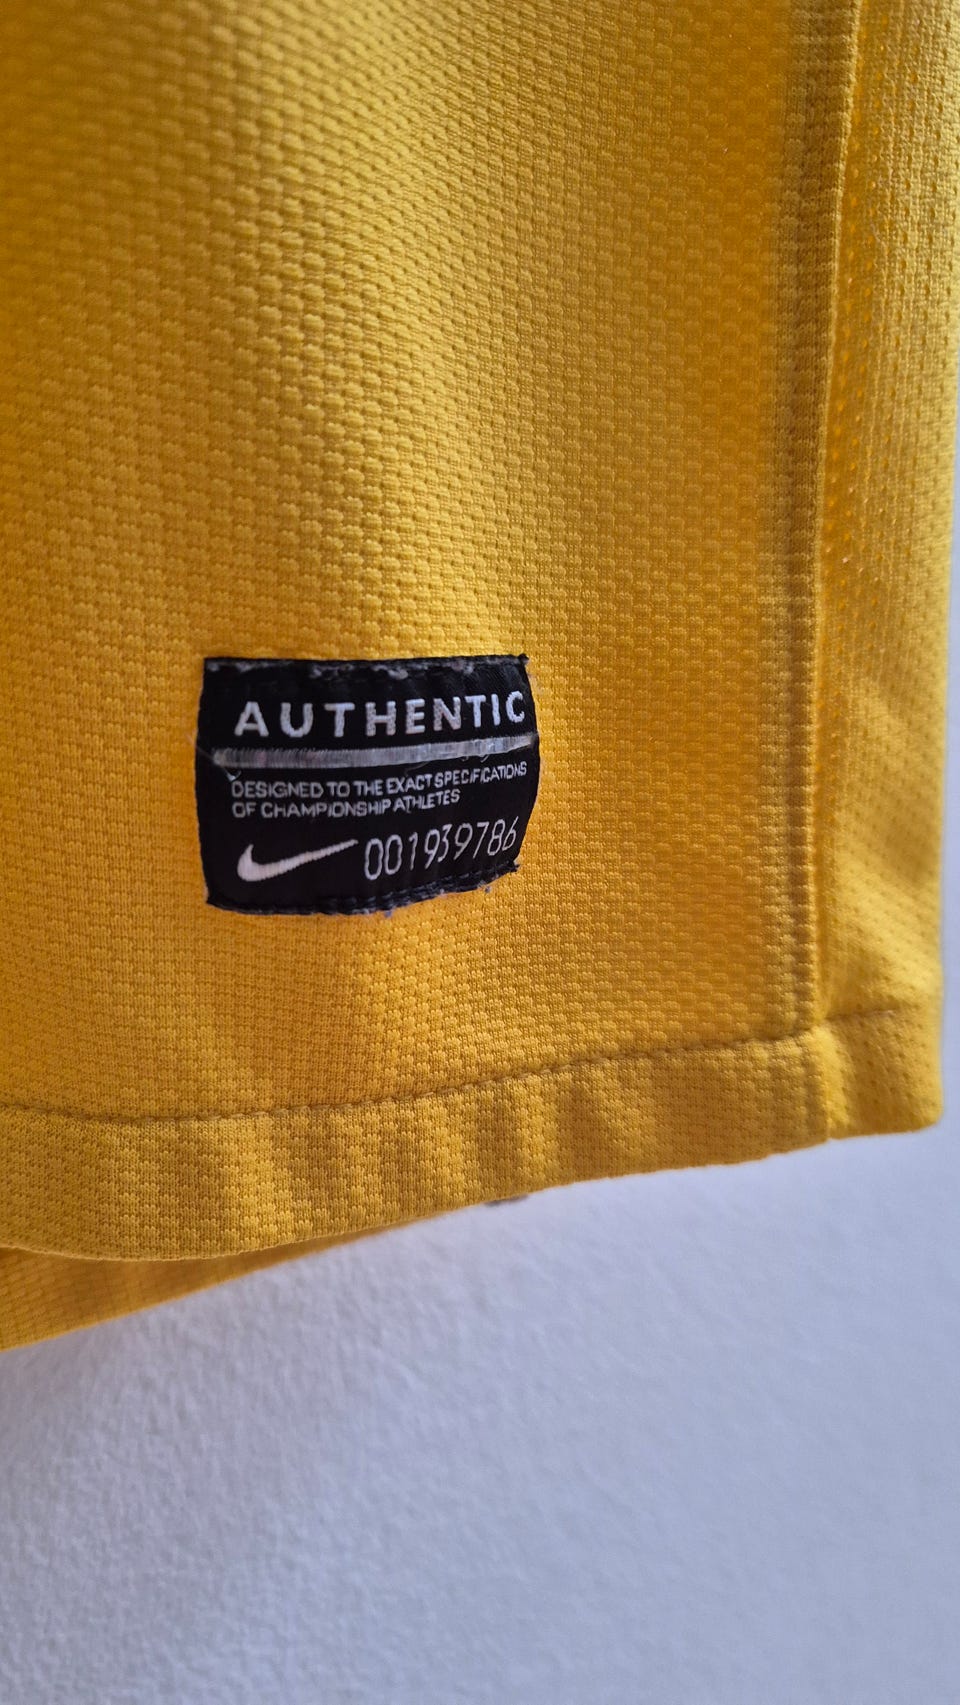 AUTHENTIC
DESIGNED TO THE EXACT SPECIFICATIONS
OF CHAMPIONSHIP ATHLETES
001939786